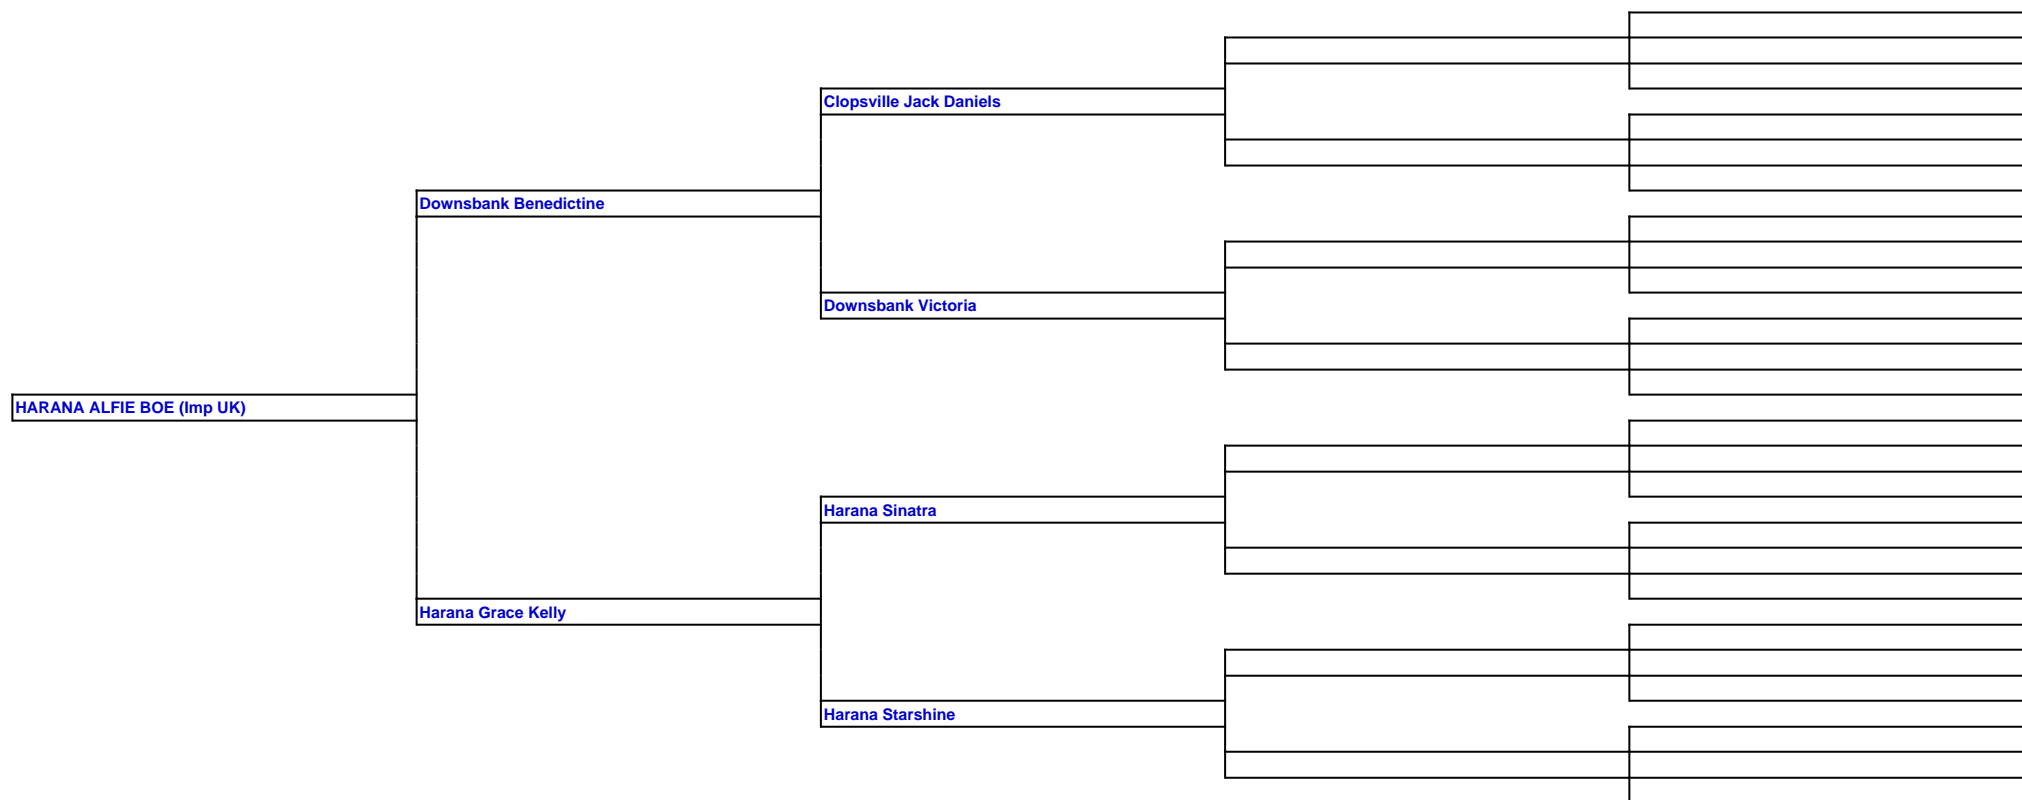 Clopsville Jack Daniels
Downsbank Benedictine
Downsbank Victoria
HARANA ALFIE BOE (Imp UK)
Harana Sinatra
Harana Grace Kelly
Harana Starshine